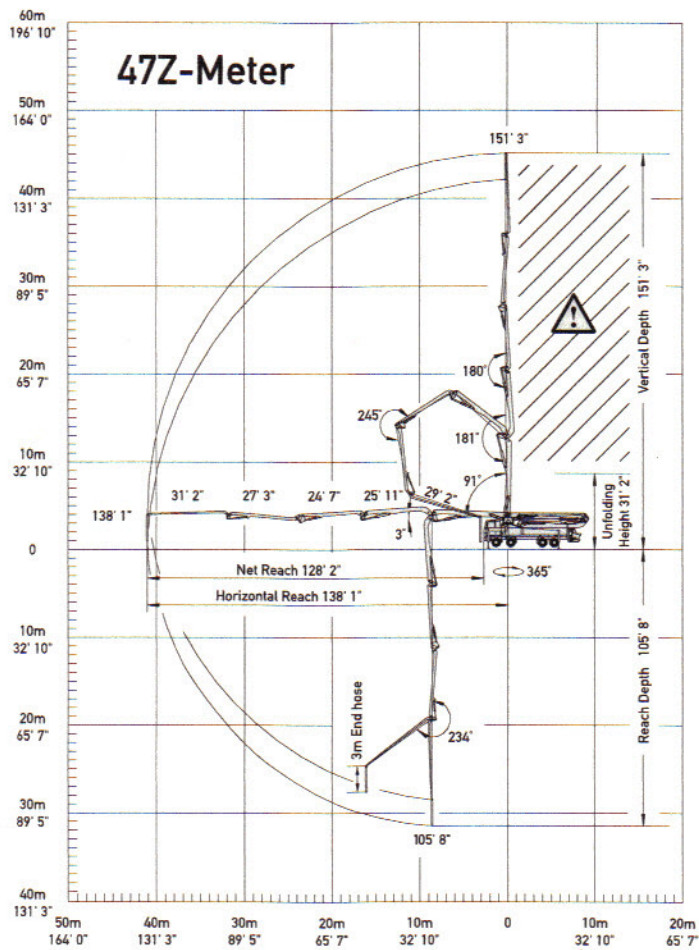 60m
196' 10"
47Z-Meter
50m
164' 0"
151' 3"
40m
131' 3"
30m
89' 5"
Vertical Depth 151' 3"
20m
65' 7"
180°
245°
181°
10m
32' 10"
91°
31' 2"
27' 3"
24' 7"
25' 11"
29' 2"
Unfolding
Height 31' 2"
138' 1"
3°
0
Net Reach 128' 2"
365°
Horizontal Reach 138' 1"
10m
32' 10"
Reach Depth 105' 8"
20m
65' 7"
3m End hose
234°
30m
89' 5"
105' 8"
40m
131' 3"
50m
164' 0"
40m
131' 3"
30m
89' 5"
20m
65' 7"
10m
32' 10"
0
10m
32' 10"
20m
65' 7"